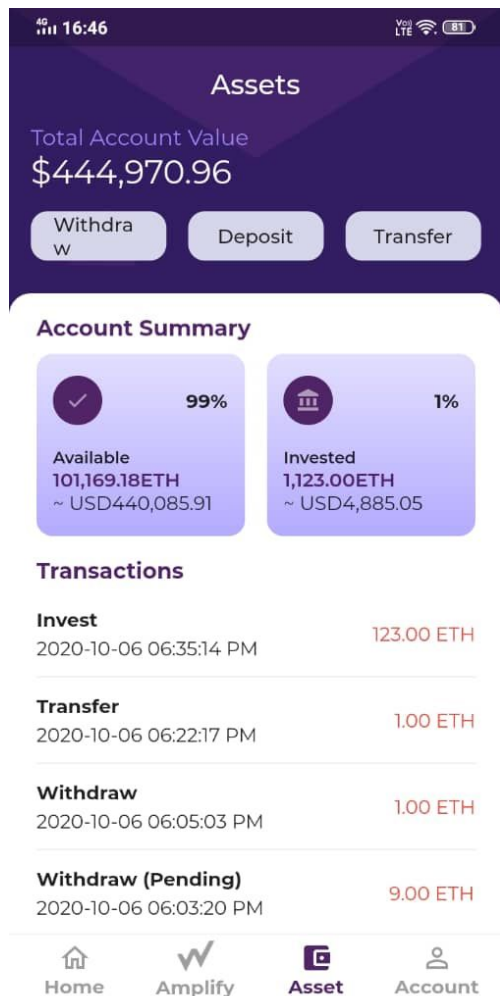 4G 16:46 Vo) LTE 81
Assets
Total Account Value
$444,970.96
Withdra
w
Deposit
Transfer
Account Summary
99%
Available
101,169.18ETH
~ USD440,085.91
1%
Invested
1,123.00ETH
~ USD4,885.05
Transactions
Invest
2020-10-06 06:35:14 PM
123.00 ETH
Transfer
2020-10-06 06:22:17 PM
1.00 ETH
Withdraw
2020-10-06 06:05:03 PM
1.00 ETH
Withdraw (Pending)
2020-10-06 06:03:20 PM
9.00 ETH
Home
Amplify
Asset
Account